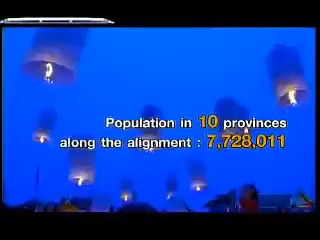 Population in 10 provinces
along the alignment : 7,728,011